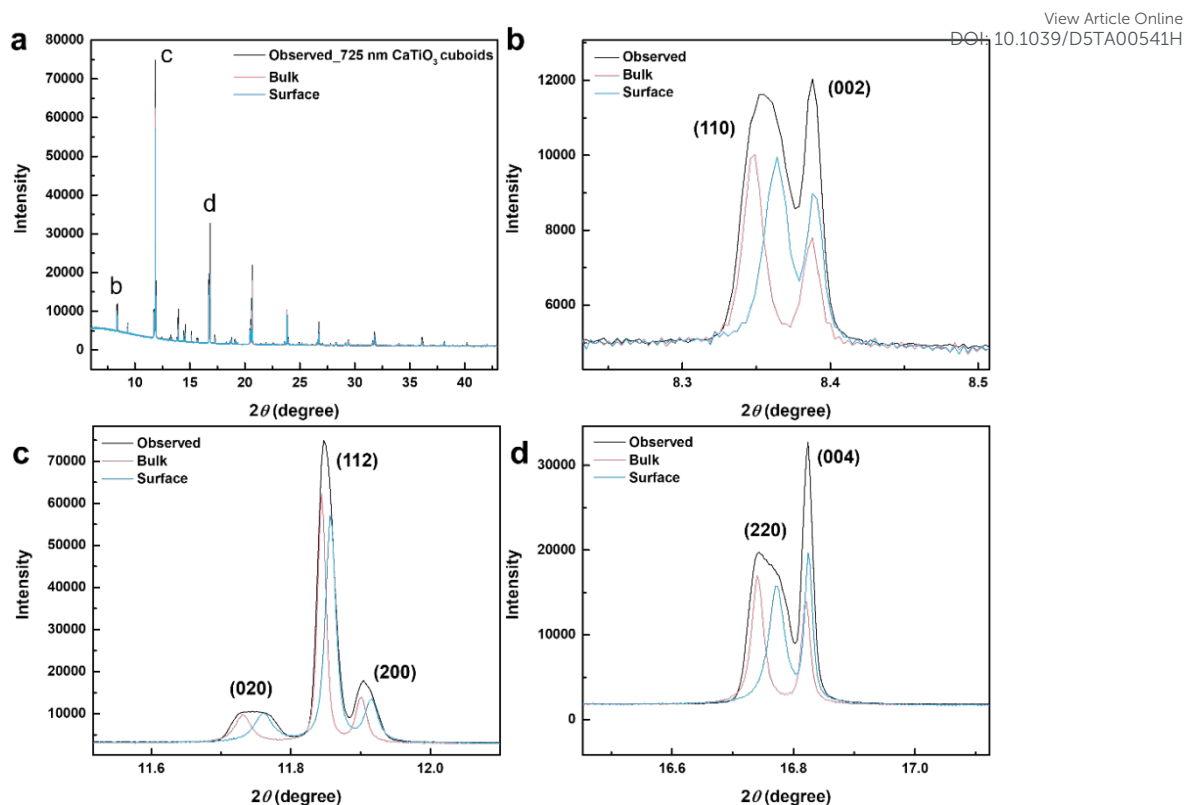 View Article Online
DOI: 10.1039/D5TA00541H
a
80000
70000
60000
50000
40000
30000
20000
10000
0
Intensity
c
Observed_725 nm CaTiO₃ cuboids
Bulk
Surface
d
b
10 15 20 25 30 35 40
2θ (degree)
b
12000
10000
8000
6000
Intensity
Observed
Bulk
Surface
(002)
(110)
8.3 8.4 8.5
2θ (degree)
c
70000
60000
50000
40000
30000
20000
10000
Intensity
Observed
Bulk
Surface
(112)
(020)
(200)
11.6 11.8 12.0
2θ (degree)
d
30000
20000
10000
0
Intensity
Observed
Bulk
Surface
(004)
(220)
16.6 16.8 17.0
2θ (degree)